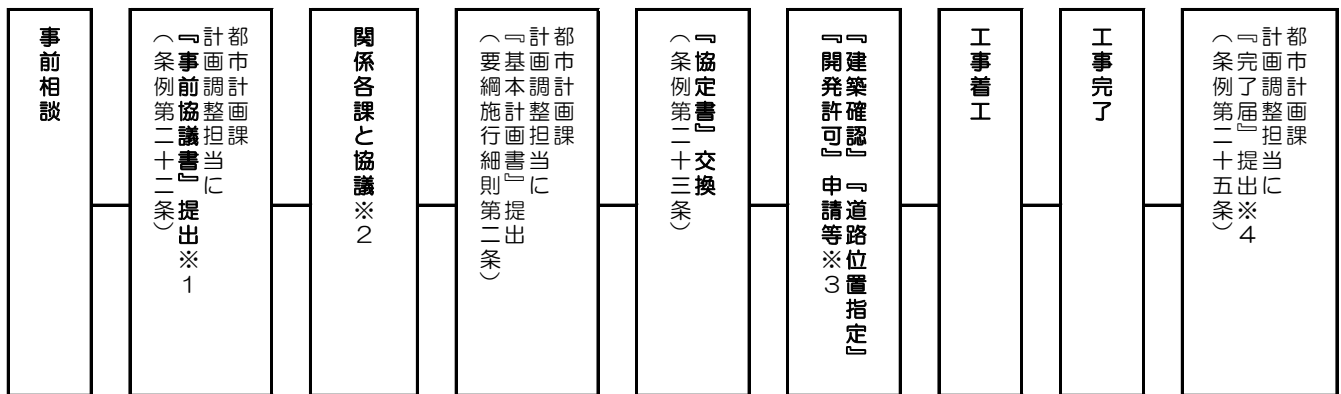 事前相談
都市計画課
計画調整担当に
『事前協議書』提出※1
（条例第二十二条）
関係各課と協議※2
都市計画課
計画調整担当に
『基本計画書』提出
（要綱施行細則第二条）
『協定書』交換
（条例第二十三条）
『建築確認』『道路位置指定』
『開発許可』申請等※3
工事着工
工事完了
都市計画課
計画調整担当に
『完了届』提出※4
（条例第二十五条）